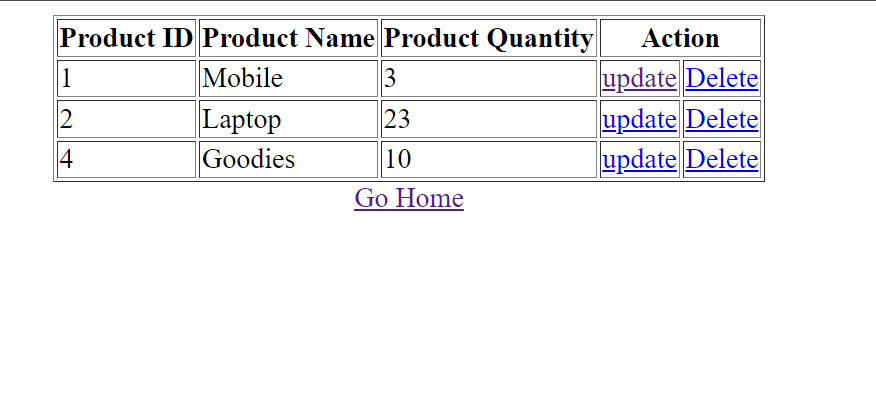 Product ID Product Name Product Quantity Action
1 Mobile 3 update Delete
2 Laptop 23 update Delete
4 Goodies 10 update Delete
Go Home